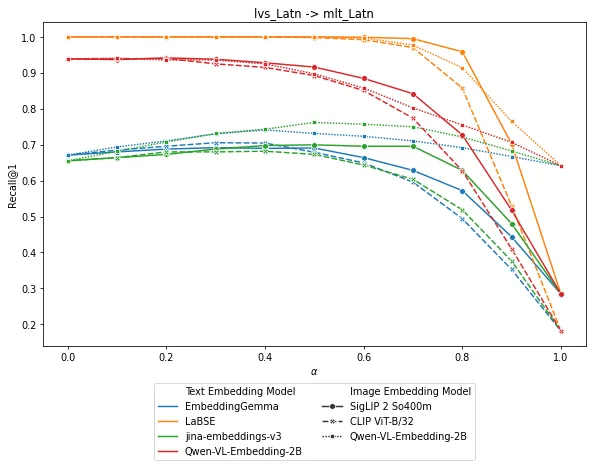 lvs_Latn -> mlt_Latn
Recall@1
1.0
0.9
0.8
0.7
0.6
0.5
0.4
0.3
0.2
0.0 0.2 0.4 0.6 0.8 1.0
α
Text Embedding Model
EmbeddingGemma
LaBSE
jina-embeddings-v3
Qwen-VL-Embedding-2B
Image Embedding Model
SigLIP 2 So400m
CLIP ViT-B/32
Qwen-VL-Embedding-2B